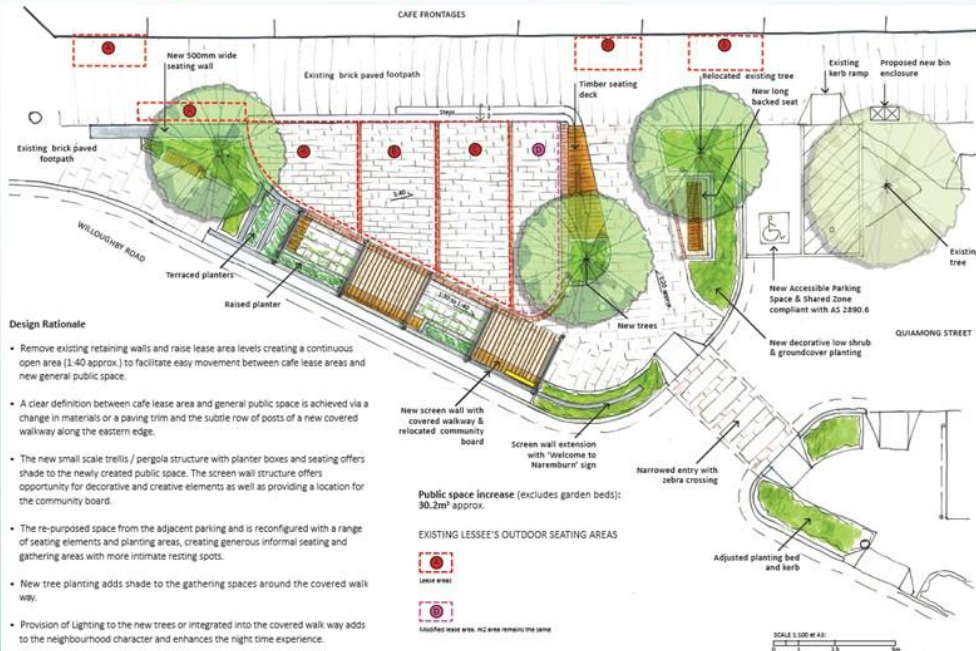 CAFE FRONTAGES
New 500mm wide
seating wall
Existing brick paved footpath
Steps
Timber seating
deck
Relocated existing tree
New long
backed seat
Existing
kerb ramp
Proposed new bin
enclosure
Existing brick paved
footpath
A
A
C
D
1:40
WILLOUGHBY ROAD
Terraced planters
Raised planter
New trees
Existing
tree
New Accessible Parking
Space & Shared Zone
compliant with AS 2890.6
QUIAMONG STREET
New decorative low shrub
& groundcover planting
New screen wall with
covered walkway &
relocated community
board
Screen wall extension
with 'Welcome to
Naremburn' sign
Narrowed entry with
zebra crossing
Adjusted planting bed
and kerb
Design Rationale
• Remove existing retaining walls and raise lease area levels creating a continuous
open area (1:40 approx.) to facilitate easy movement between cafe lease areas and
new general public space.
• A clear definition between cafe lease area and general public space is achieved via a
change in materials or a paving trim and the subtle row of posts of a new covered
walkway along the eastern edge.
• The new small scale trellis / pergola structure with planter boxes and seating offers
shade to the newly created public space. The screen wall structure offers
opportunity for decorative and creative elements as well as providing a location for
the community board.
• The re-purposed space from the adjacent parking and is reconfigured with a range
of seating elements and planting areas, creating generous informal seating and
gathering areas with more intimate resting spots.
• New tree planting adds shade to the gathering spaces around the covered walk
way.
• Provision of Lighting to the new trees or integrated into the covered walk way adds
to the neighbourhood character and enhances the night time experience.
Public space increase (excludes garden beds):
30.2m² approx.
EXISTING LESSEE'S OUTDOOR SEATING AREAS
A
Lease areas
D
Modified lease area, m2 area remains the same
SCALE 1:100 at A3: